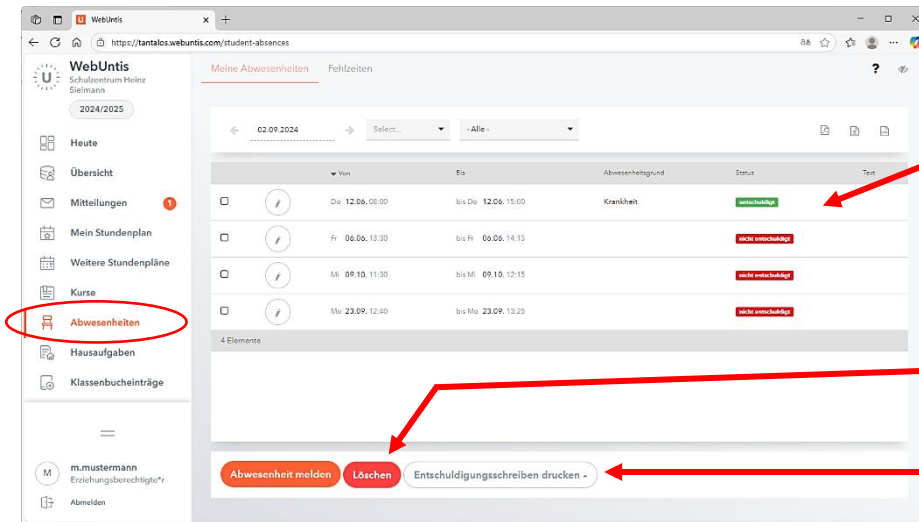 WebUntis
https://tantalos.webuntis.com/student-absences
WebUntis
Schulzentrum Heinz
Sielmann
2024/2025
Heute
Übersicht
Mitteilungen 1
Mein Stundenplan
Weitere Stundenpläne
Kurse
Abwesenheiten
Hausaufgaben
Klassenbucheinträge
M m.mustermann
Erziehungsberechtigte*r
Abmelden
Meine Abwesenheiten Fehlzeiten ?
02.09.2024 Select... - Alle -
Von Bis Abwesenheitsgrund Status Text
Do 12.06. 08:00 bis Do 12.06. 15:00 Krankheit entschuldigt
Fr 06.06. 13:30 bis Fr 06.06. 14:15 nicht entschuldigt
Mi 09.10. 11:30 bis Mi 09.10. 12:15 nicht entschuldigt
Mo 23.09. 12:40 bis Mo 23.09. 13:25 nicht entschuldigt
4 Elemente
Abwesenheit melden Löschen Entschuldigungsschreiben drucken